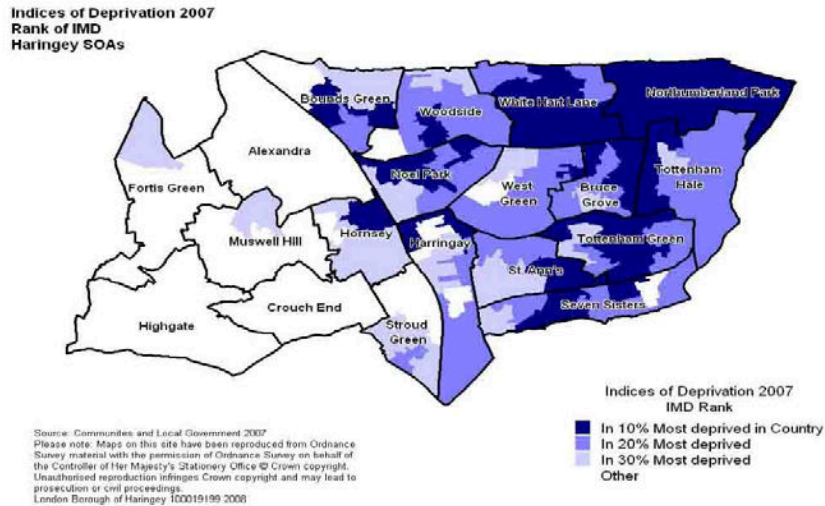 Indices of Deprivation 2007
Rank of IMD
Haringey SOAs
Bounds Green
Woodside
White Hart Lane
Northumberland Park
Alexandra
Fortis Green
Noel Park
West
Green
Bruce
Grove
Tottenham
Hale
Muswell Hill
Hornsey
Harringay
Tottenham Green
St. Ann's
Crouch End
Highgate
Stroud
Green
Seven Sisters
Indices of Deprivation 2007
IMD Rank
In 10% Most deprived in Country
In 20% Most deprived
In 30% Most deprived
Other
Source: Communities and Local Government 2007
Please note: Maps on this site have been reproduced from Ordnance
Survey material with the permission of Ordnance Survey on behalf of
the Controller of Her Majesty's Stationery Office © Crown copyright.
Unauthorised reproduction infringes Crown copyright and may lead to
prosecution or civil proceedings.
London Borough of Haringey 100019199 2008